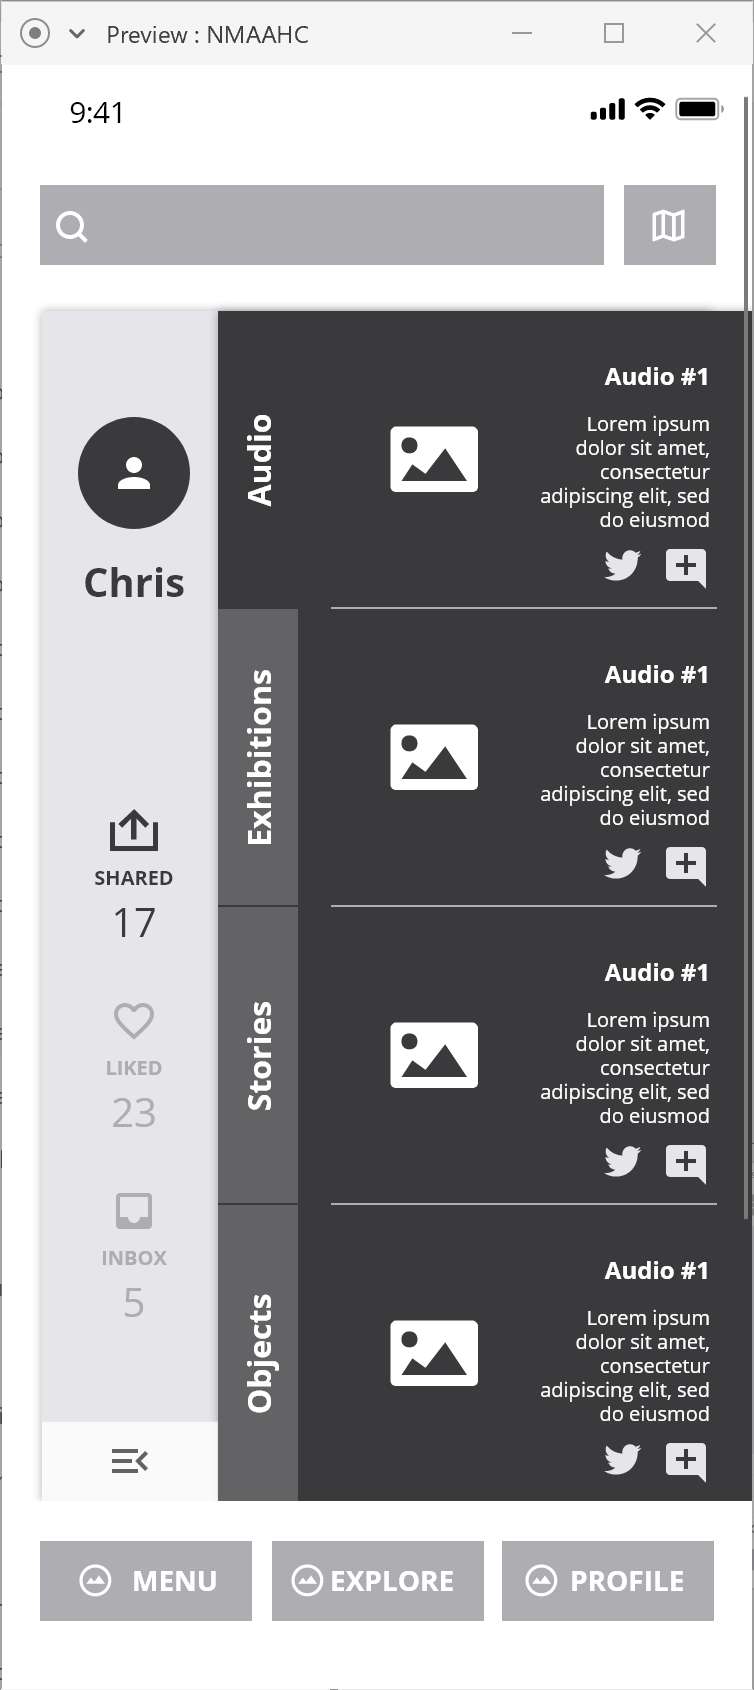 Preview : NMAAHC
9:41
Chris
SHARED
17
LIKED
23
INBOX
5
Audio
Audio #1
Lorem ipsum
dolor sit amet,
consectetur
adipiscing elit, sed
do eiusmod
Exhibitions
Audio #1
Lorem ipsum
dolor sit amet,
consectetur
adipiscing elit, sed
do eiusmod
Stories
Audio #1
Lorem ipsum
dolor sit amet,
consectetur
adipiscing elit, sed
do eiusmod
Objects
Audio #1
Lorem ipsum
dolor sit amet,
consectetur
adipiscing elit, sed
do eiusmod
MENU
EXPLORE
PROFILE